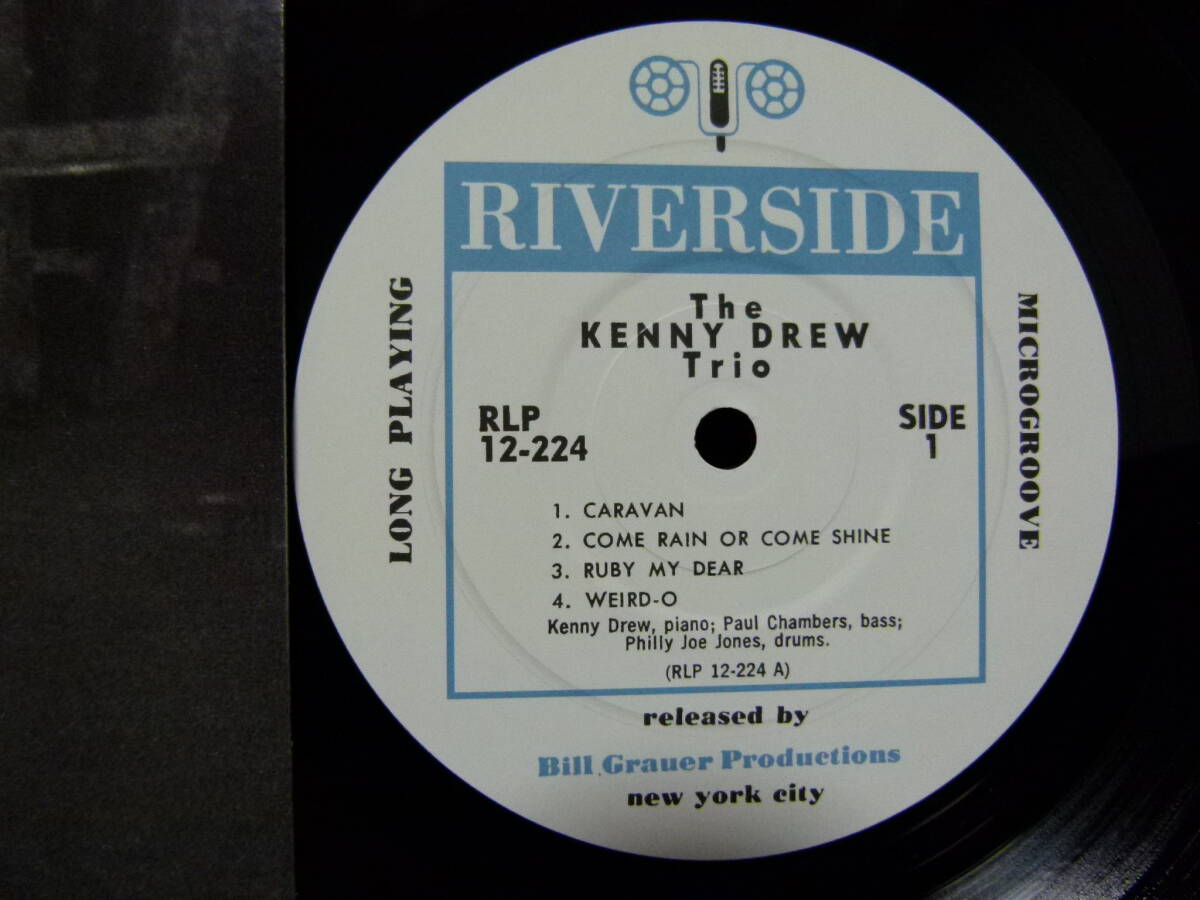 RIVERSIDE
The
KENNY DREW
Trio
RLP
12-224
SIDE
1
LONG PLAYING
MICROGROOVE
1. CARAVAN
2. COME RAIN OR COME SHINE
3. RUBY MY DEAR
4. WEIRD-O
Kenny Drew, piano; Paul Chambers, bass;
Philly Joe Jones, drums.
(RLP 12-224 A)
released by
Bill Grauer Productions
new york city